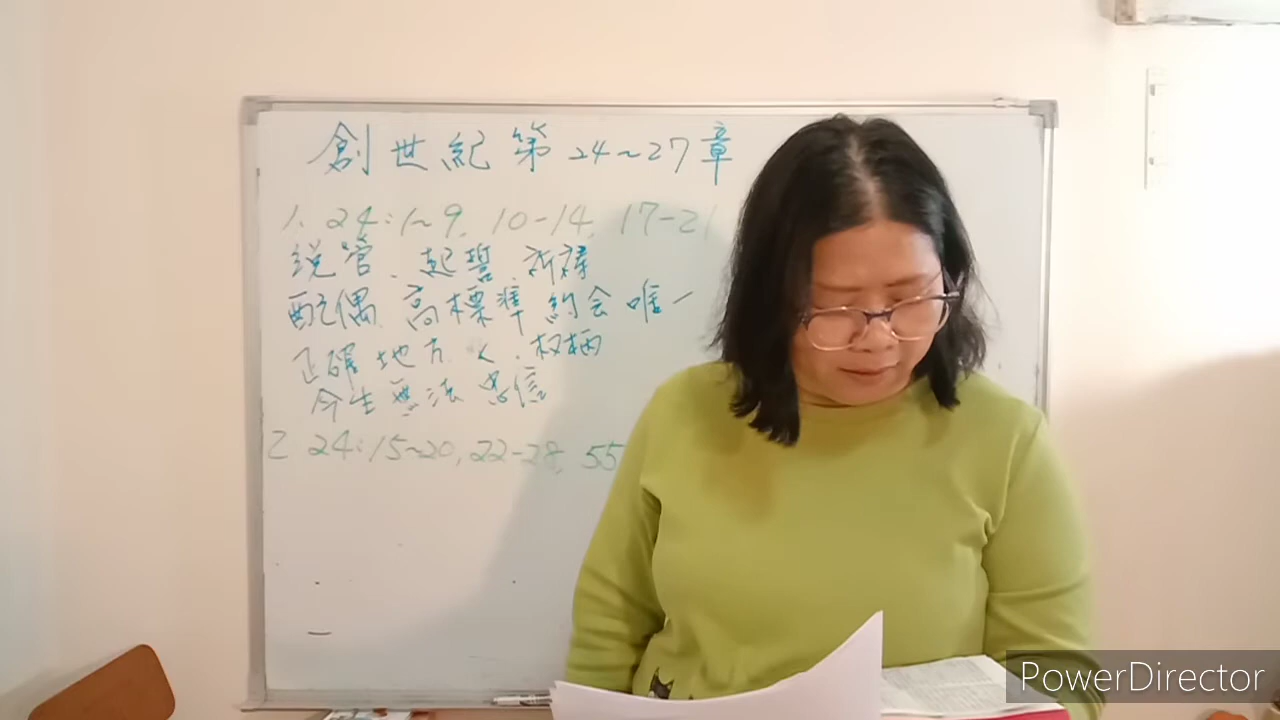 創世紀第24~27章
1. 24:1~9, 10-14, 17-21
説管、起誓、祈禱
配偶 高標準 約会 唯一
正確地方 人、权柄
今生無法忠信
2 24:15~20, 22-28, 55
PowerDirector